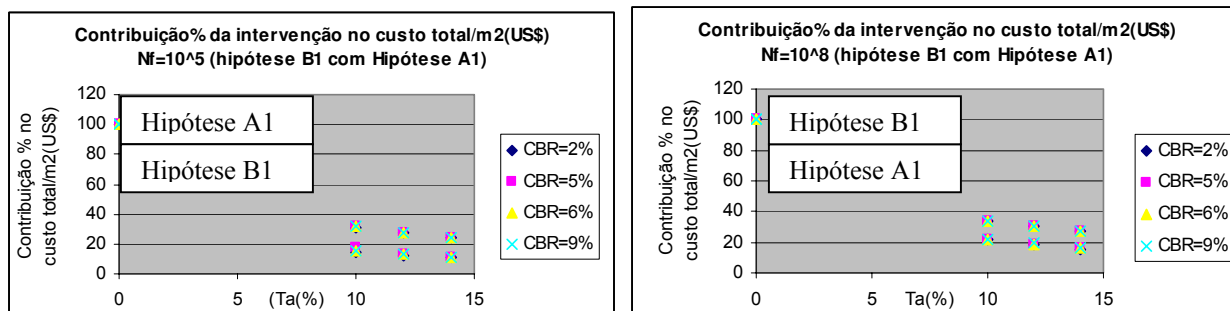 Contribuição% da intervenção no custo total/m2(US$)
Nf=10^5 (hipótese B1 com Hipótese A1)
Contribuição % no
custo total/m2(US$)
120
100
80
60
40
20
0
Hipótese A1
Hipótese B1
0
5
(Ta(%)
10
15
CBR=2%
CBR=5%
CBR=6%
CBR=9%
Contribuição% da intervenção no custo total/m2(US$)
Nf=10^8 (hipótese B1 com Hipótese A1)
Contribuição % no
custo total/m2(US$)
120
100
80
60
40
20
0
Hipótese B1
Hipótese A1
0
5
Ta(%)
10
15
CBR=2%
CBR=5%
CBR=6%
CBR=9%